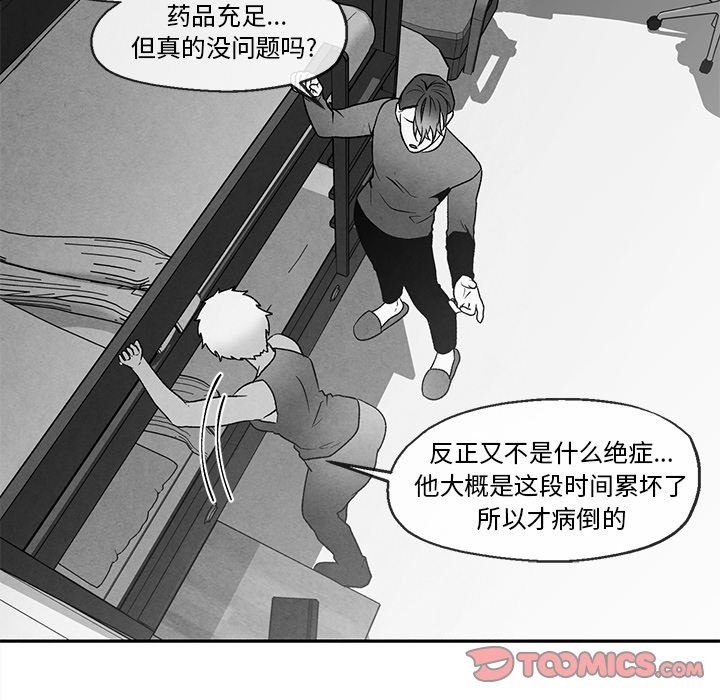 药品充足...
但真的没问题吗?
反正又不是什么绝症...
他大概是这段时间累坏了
所以才病倒的
TOOMICS.COM